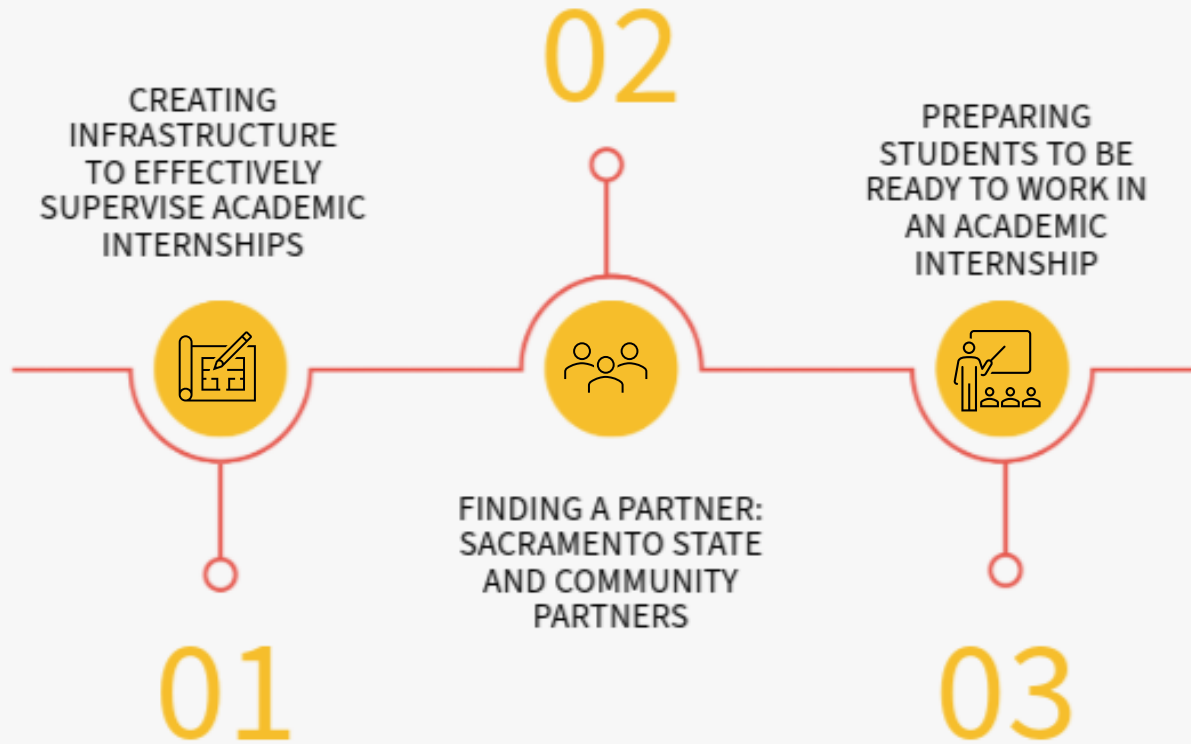 CREATING
INFRASTRUCTURE
TO EFFECTIVELY
SUPERVISE ACADEMIC
INTERNSHIPS
01
02
FINDING A PARTNER:
SACRAMENTO STATE
AND COMMUNITY
PARTNERS
PREPARING
STUDENTS TO BE
READY TO WORK IN
AN ACADEMIC
INTERNSHIP
03